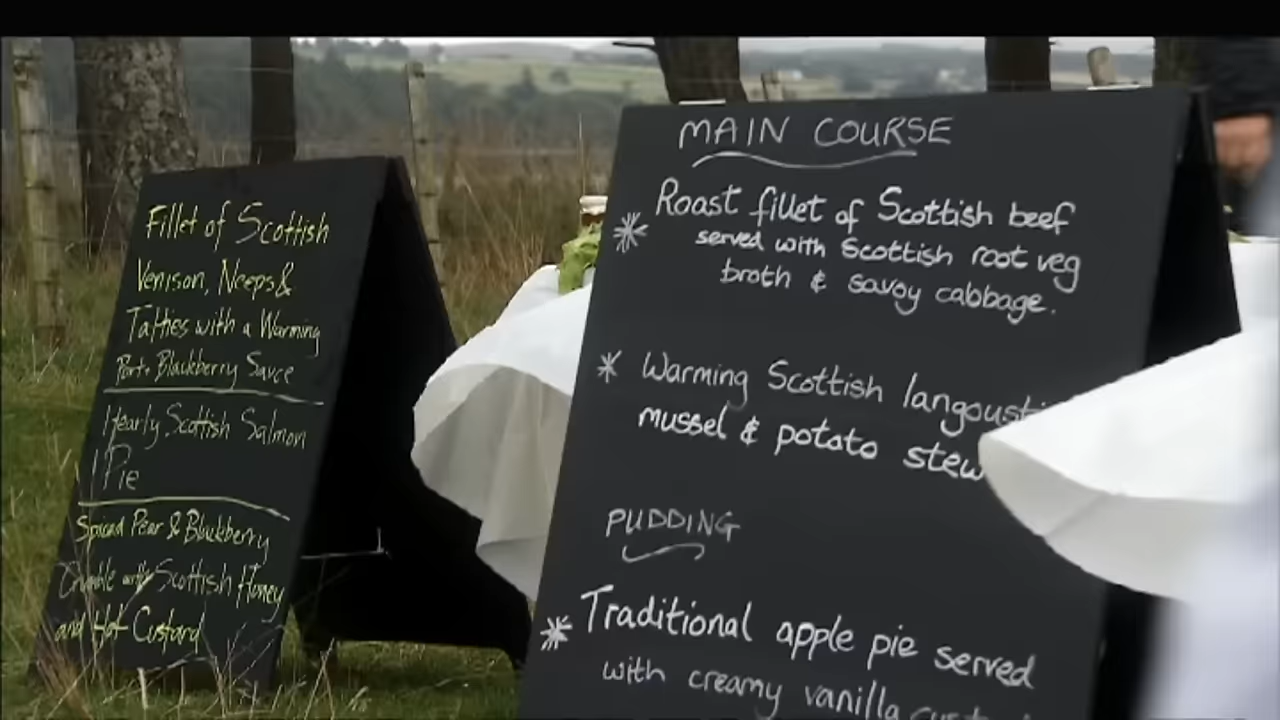 Fillet of Scottish
Venison, Neeps &
Tatties with a Warming
Port & Blackberry Sauce
Hearty Scottish Salmon
Pie
Spiced Pear & Blackberry
Crumble with Scottish Honey
and Hot Custard
MAIN COURSE
* Roast fillet of Scottish beef
served with Scottish root veg
broth & savoy cabbage.
* Warming Scottish langousti
mussel & potato stew
PUDDING
* Traditional apple pie served
with creamy vanilla